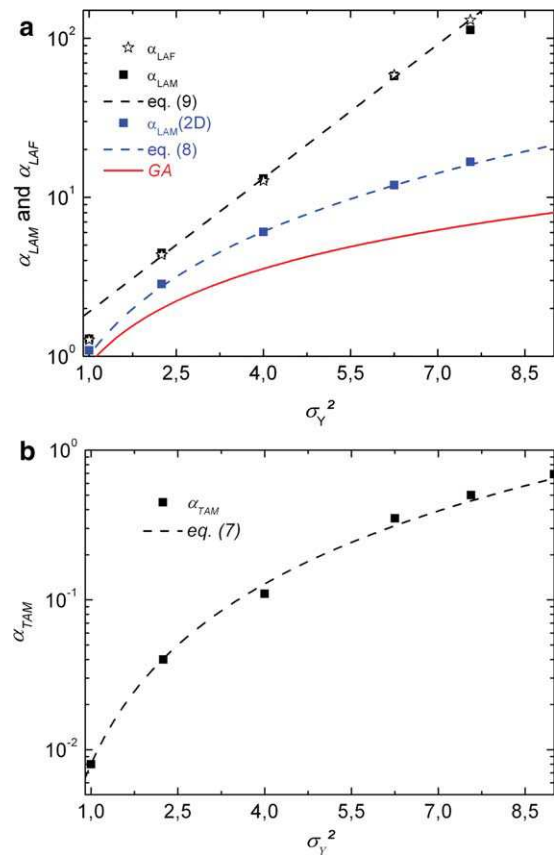 a
α_LAM and α_LAF
10²
10¹
10⁰
α_LAF
α_LAM
eq. (9)
α_LAM(2D)
eq. (8)
GA
1,0 2,5 4,0 5,5 7,0 8,5
σ_Y²
b
α_TAM
10⁰
10⁻¹
10⁻²
α_TAM
eq. (7)
1,0 2,5 4,0 5,5 7,0 8,5
σ_Y²